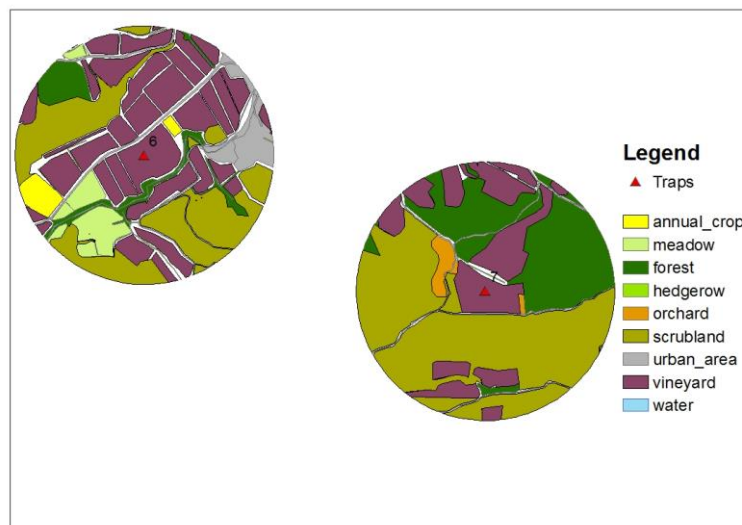 6
7
Legend
Traps
annual_crop
meadow
forest
hedgerow
orchard
scrubland
urban_area
vineyard
water